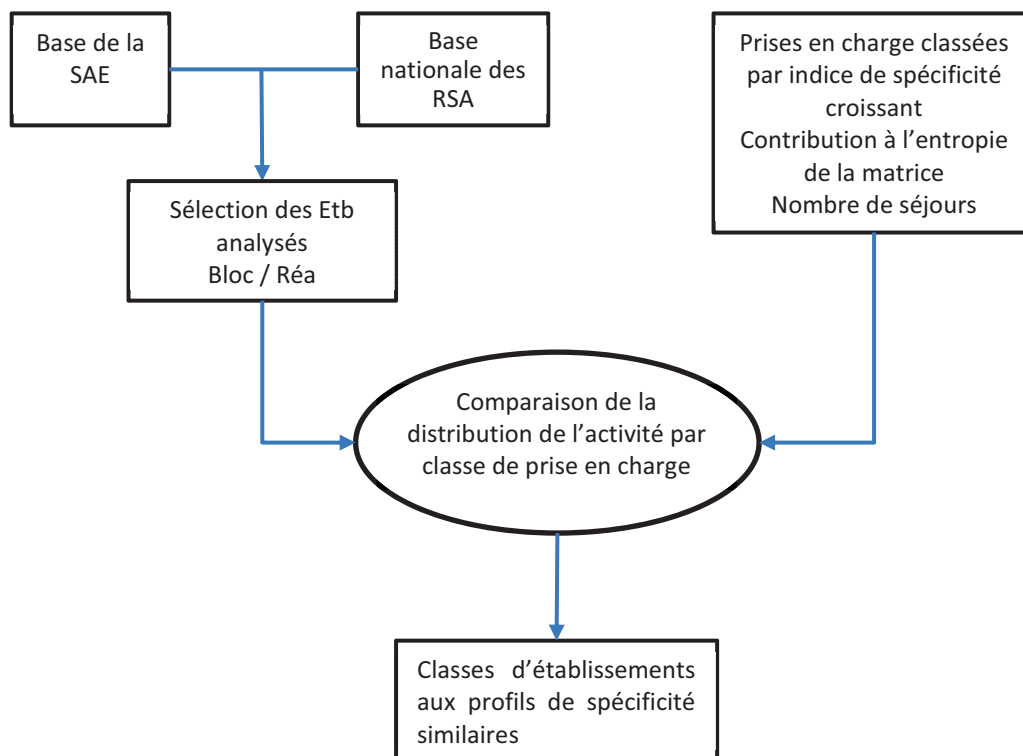 Base de la
SAE
Base
nationale des
RSA
Prises en charge classées
par indice de spécificité
croissant
Contribution à l’entropie
de la matrice
Nombre de séjours
Sélection des Etb
analysés
Bloc / Réa
Comparaison de la
distribution de l’activité par
classe de prise en charge
Classes d’établissements
aux profils de spécificité
similaires